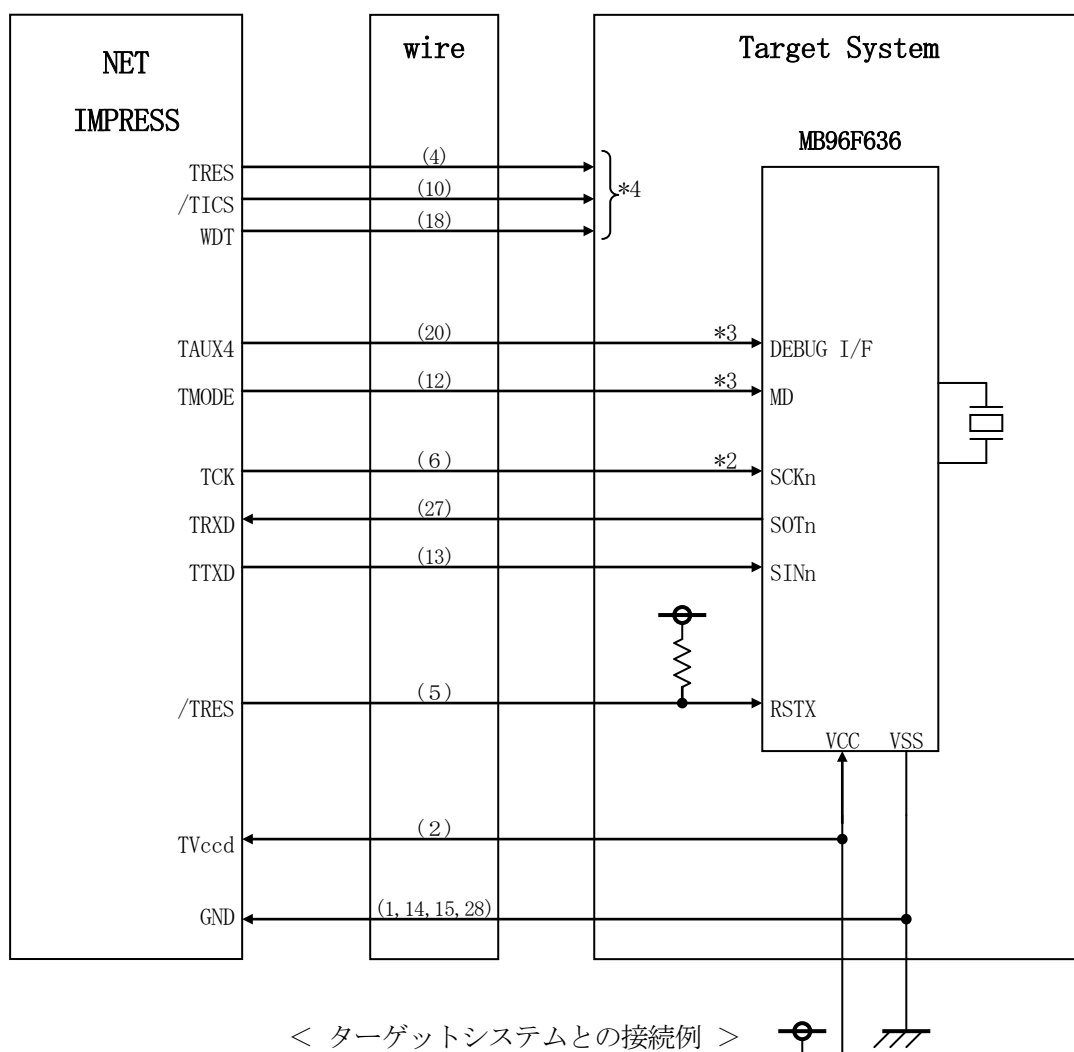 NET
IMPRESS
wire
Target System
MB96F636
TRES
(4)
*4
/TICS
(10)
WDT
(18)
TAUX4
(20)
*3
DEBUG I/F
TMODE
(12)
*3
MD
TCK
(6)
*2
SCKn
TRXD
(27)
SOTn
TTXD
(13)
SINn
/TRES
(5)
RSTX
VCC VSS
TVccd
(2)
GND
(1,14,15,28)
< ターゲットシステムとの接続例 >